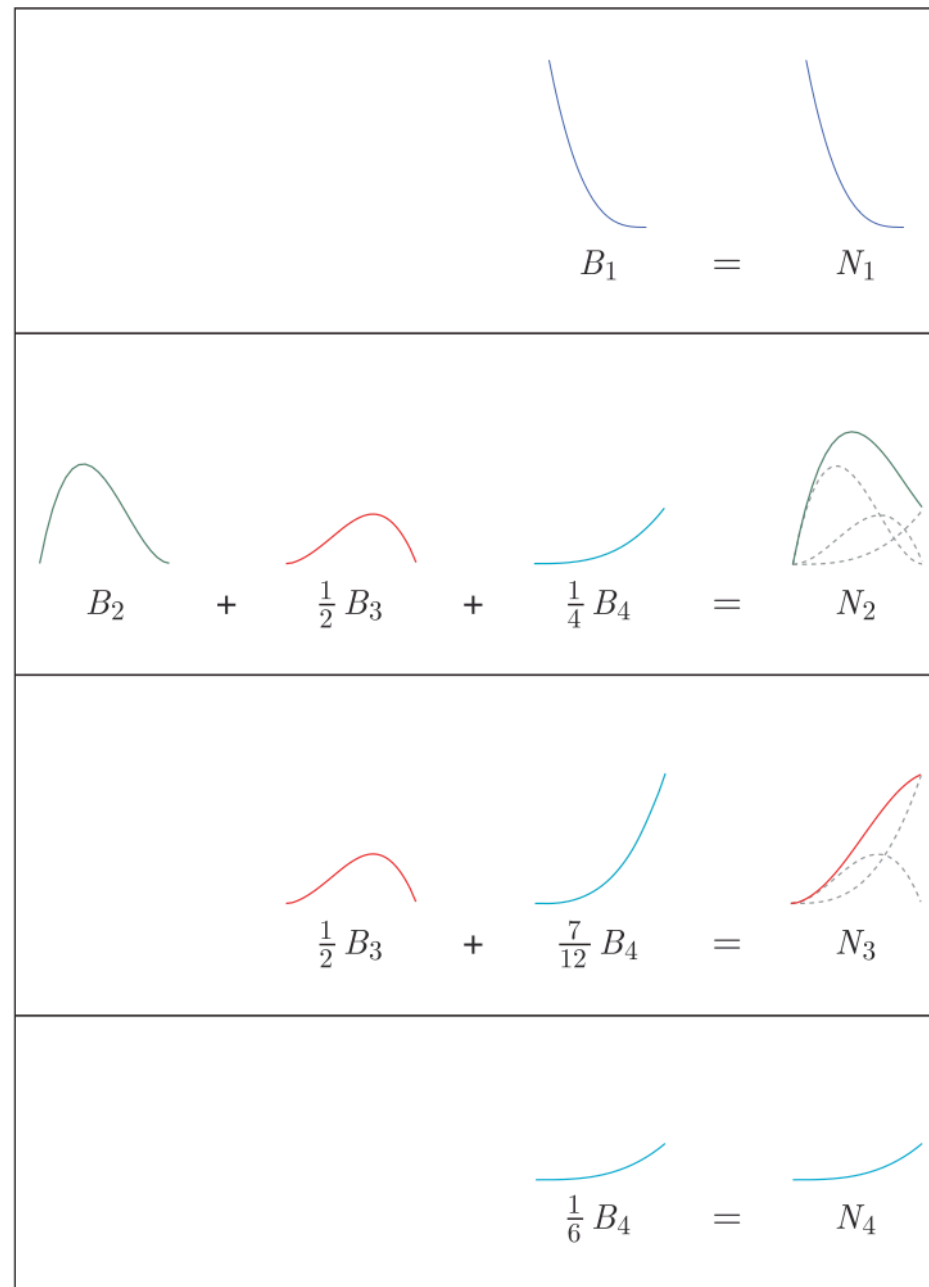 B₁ = N₁
B₂ + ½ B₃ + ¼ B₄ = N₂
½ B₃ + 7/12 B₄ = N₃
1/6 B₄ = N₄